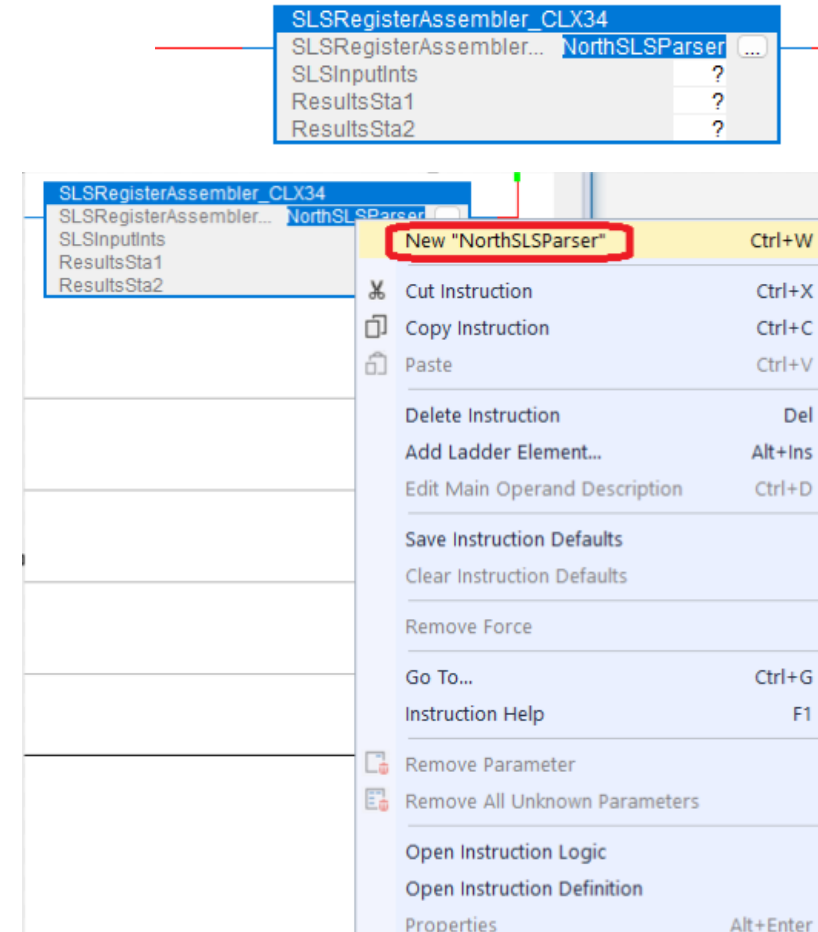 SLSRegisterAssembler_CLX34
SLSRegisterAssembler... NorthSLSParser ...
SLSInputInts ?
ResultsSta1 ?
ResultsSta2 ?
SLSRegisterAssembler_CLX34
SLSRegisterAssembler... NorthSLSParser
SLSInputInts
ResultsSta1
ResultsSta2
New "NorthSLSParser" Ctrl+W
Cut Instruction Ctrl+X
Copy Instruction Ctrl+C
Paste Ctrl+V
Delete Instruction Del
Add Ladder Element... Alt+Ins
Edit Main Operand Description Ctrl+D
Save Instruction Defaults
Clear Instruction Defaults
Remove Force
Go To... Ctrl+G
Instruction Help F1
Remove Parameter
Remove All Unknown Parameters
Open Instruction Logic
Open Instruction Definition
Properties Alt+Enter